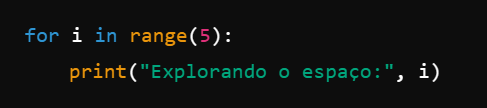 for i in range(5):
    print("Explorando o espaço:", i)